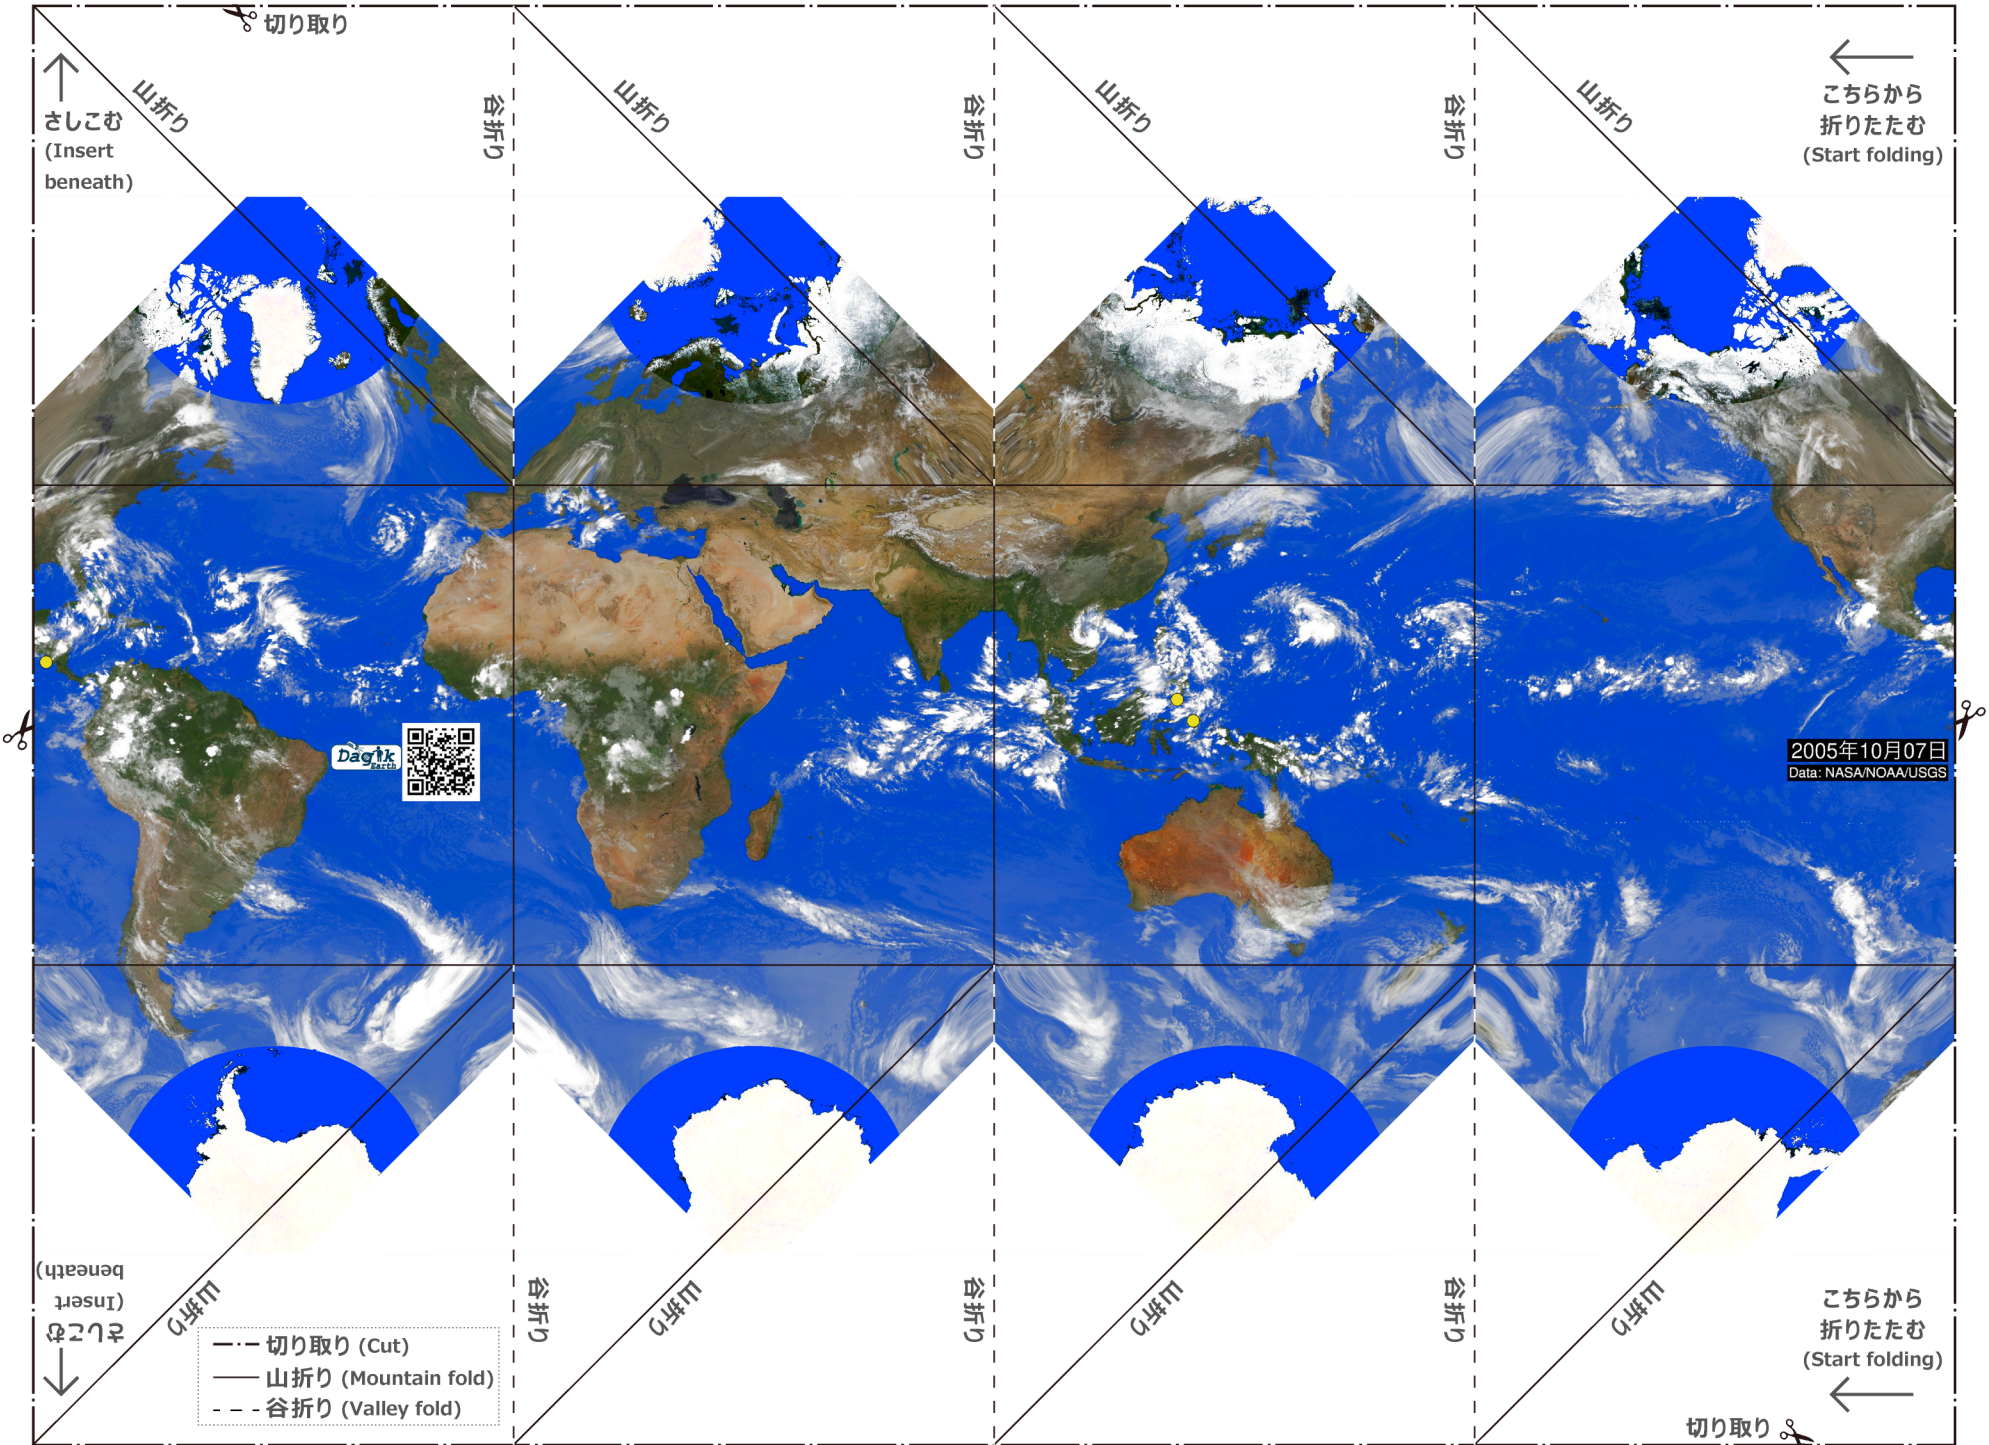 切り取り
さしこむ
(Insert
beneath)
山折り
谷折り
山折り
谷折り
山折り
谷折り
山折り
こちらから
折りたたむ
(Start folding)
Dagik
Earth
2005年10月07日
Data: NASA/NOAA/USGS
さしこむ
(Insert
beneath)
山折り
谷折り
山折り
谷折り
山折り
谷折り
山折り
こちらから
折りたたむ
(Start folding)
切り取り (Cut)
山折り (Mountain fold)
谷折り (Valley fold)
切り取り